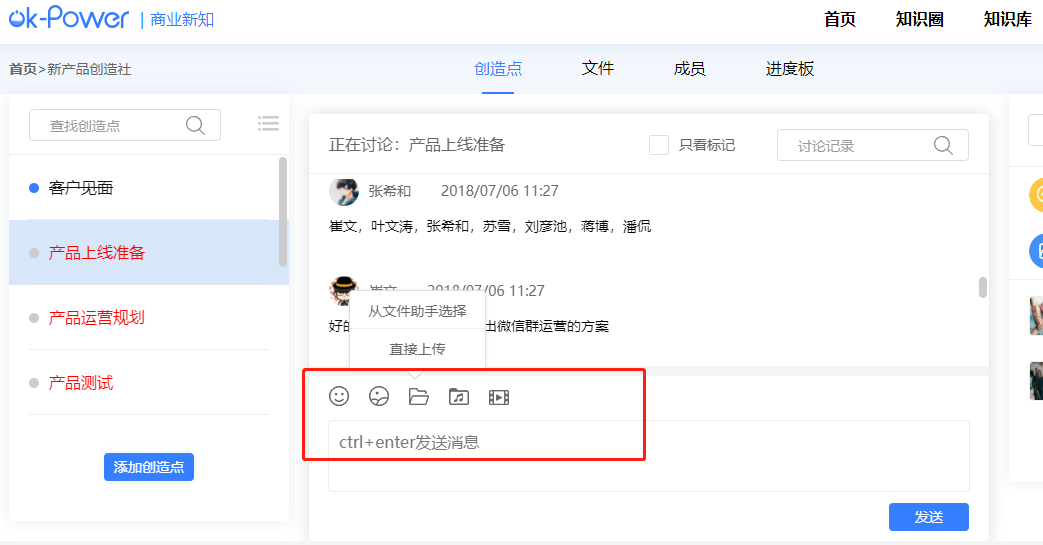 ok-Power | 商业新知
首页 知识圈 知识库
首页>新产品创造社
创造点 文件 成员 进度板
查找创造点
客户见面
产品上线准备
产品运营规划
产品测试
添加创造点
正在讨论：产品上线准备
只看标记
讨论记录
张希和 2018/07/06 11:27
崔文，叶文涛，张希和，苏雪，刘彦池，蒋博，潘侃
崔文 2018/07/06 11:27
好的 出微信群运营的方案
从文件助手选择
直接上传
ctrl+enter发送消息
发送